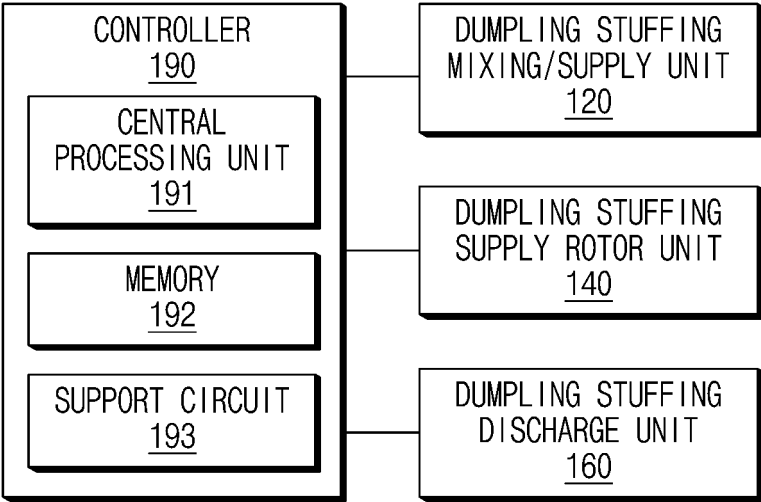 CONTROLLER
190
CENTRAL
PROCESSING UNIT
191
MEMORY
192
SUPPORT CIRCUIT
193
DUMPLING STUFFING
MIXING/SUPPLY UNIT
120
DUMPLING STUFFING
SUPPLY ROTOR UNIT
140
DUMPLING STUFFING
DISCHARGE UNIT
160